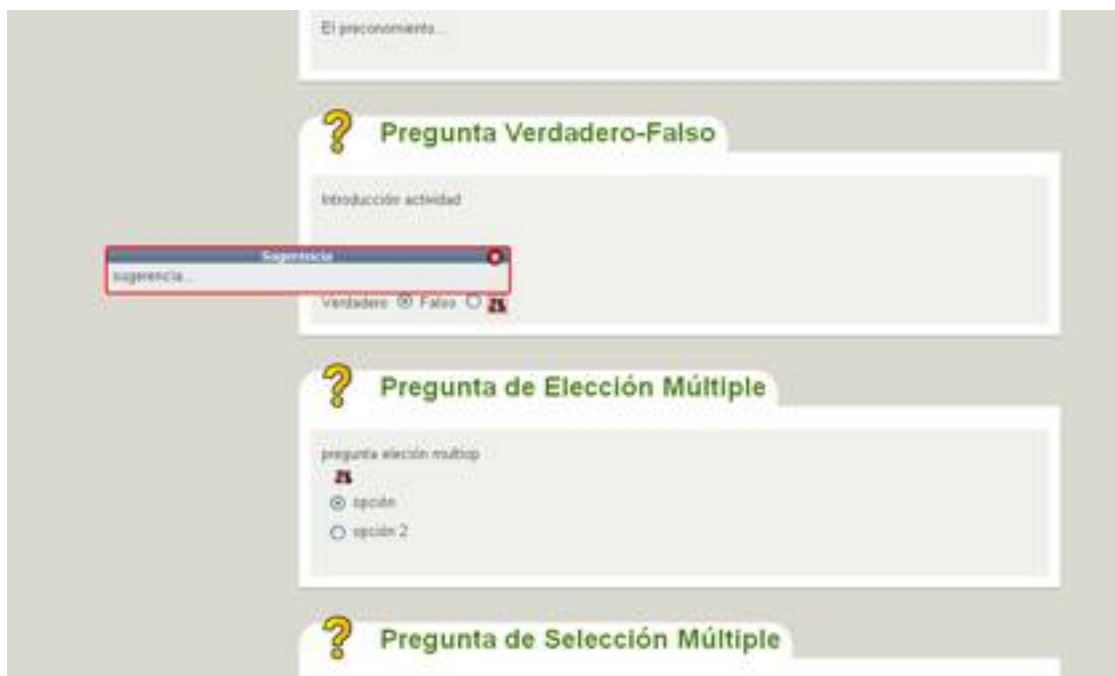 El preconomiento...
Pregunta Verdadero-Falso
Introducción actividad
Sugerencia
sugerencia...
Verdadero Falso
Pregunta de Elección Múltiple
pregunta eleción multiop
opción
opción 2
Pregunta de Selección Múltiple